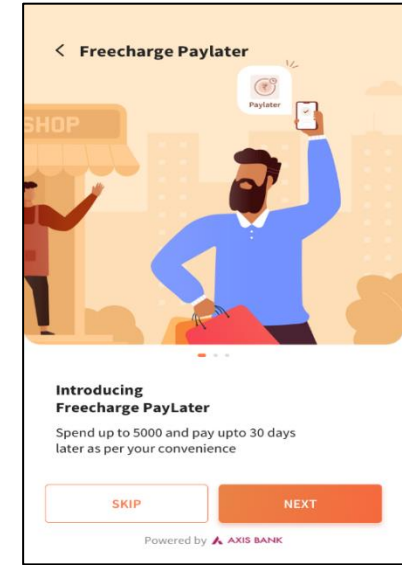 Freecharge Paylater
Paylater
SHOP
Introducing
Freecharge PayLater
Spend up to 5000 and pay upto 30 days
later as per your convenience
SKIP
NEXT
Powered by AXIS BANK